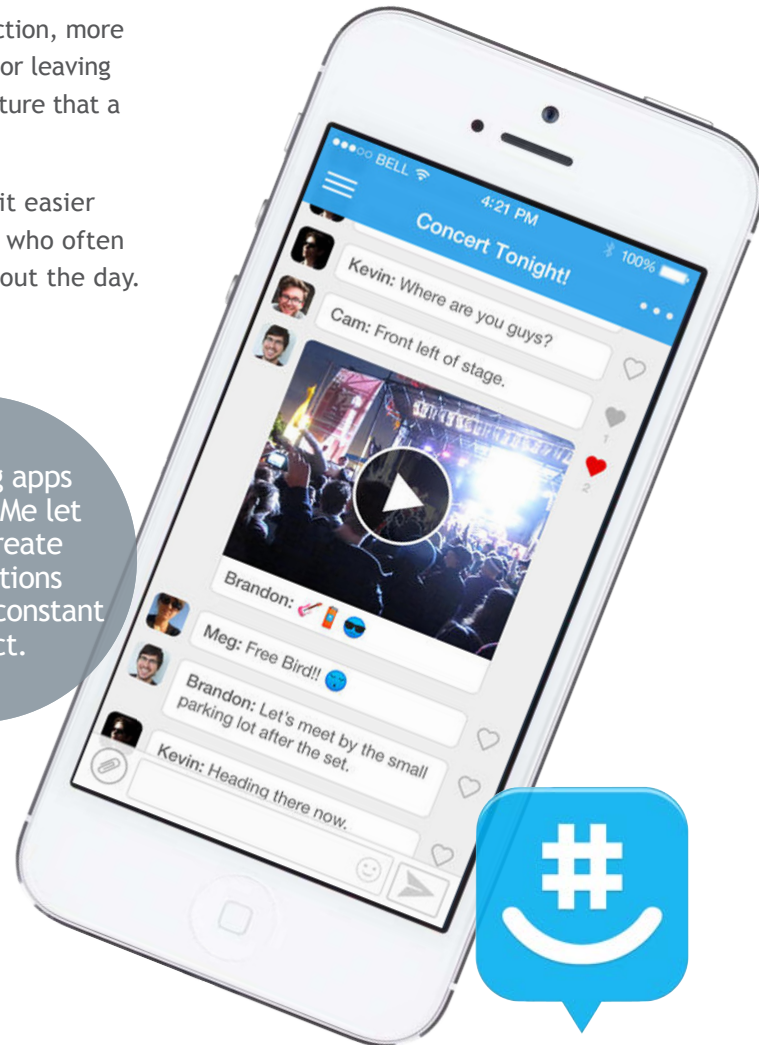 ction, more
or leaving
ture that a
it easier
who often
out the day.
g apps
Me let
reate
tions
constant
ct.
BELL
4:21 PM
100%
Concert Tonight!
Kevin: Where are you guys?
Cam: Front left of stage.
1
2
Brandon:
Meg: Free Bird!!
Brandon: Let's meet by the small
parking lot after the set.
Kevin: Heading there now.
#